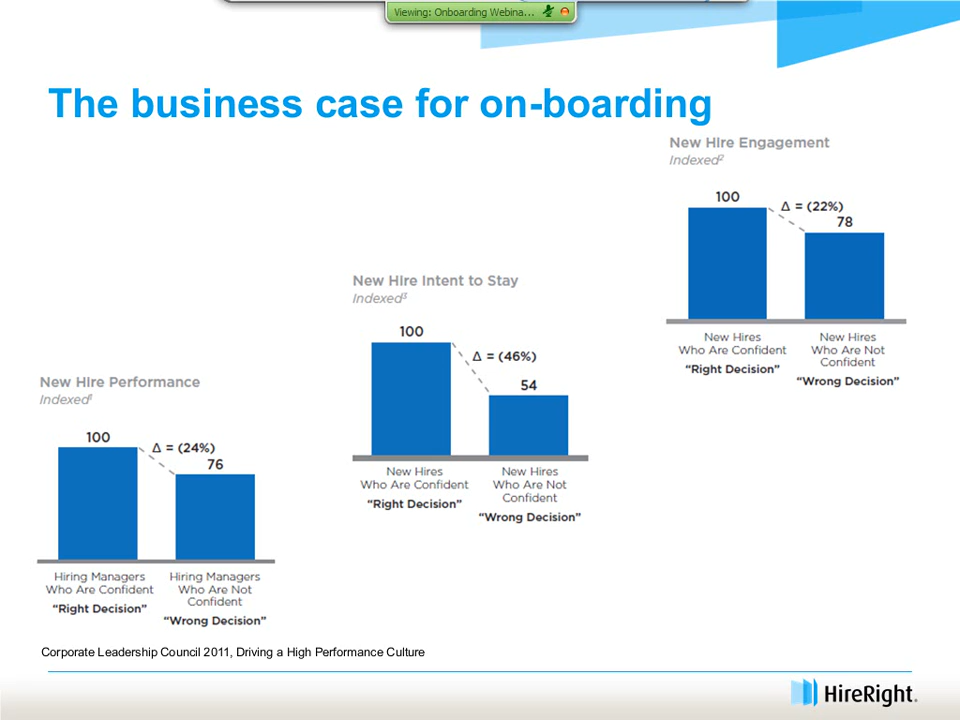 Viewing: Onboarding Webina...
The business case for on-boarding
New Hire Engagement
Indexed²
100
Δ = (22%)
78
New Hires
Who Are Confident
"Right Decision"
New Hires
Who Are Not
Confident
"Wrong Decision"
New Hire Intent to Stay
Indexed³
100
Δ = (46%)
54
New Hires
Who Are Confident
"Right Decision"
New Hires
Who Are Not
Confident
"Wrong Decision"
New Hire Performance
Indexed¹
100
Δ = (24%)
76
Hiring Managers
Who Are Confident
"Right Decision"
Hiring Managers
Who Are Not
Confident
"Wrong Decision"
Corporate Leadership Council 2011, Driving a High Performance Culture
HireRight.